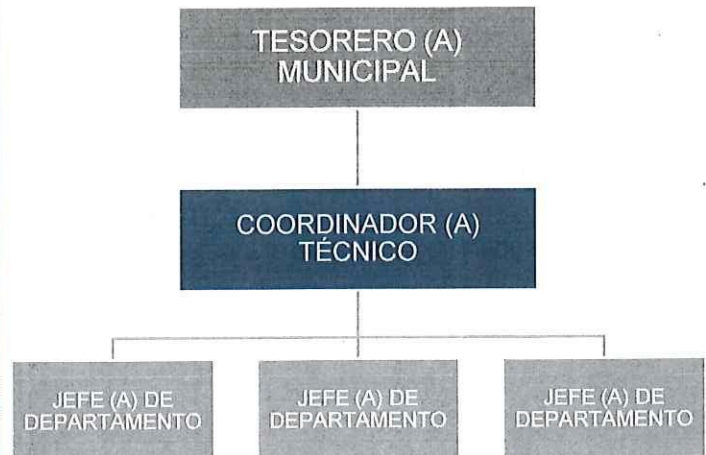 TESORERO (A)
MUNICIPAL
COORDINADOR (A)
TÉCNICO
JEFE (A) DE
DEPARTAMENTO
JEFE (A) DE
DEPARTAMENTO
JEFE (A) DE
DEPARTAMENTO